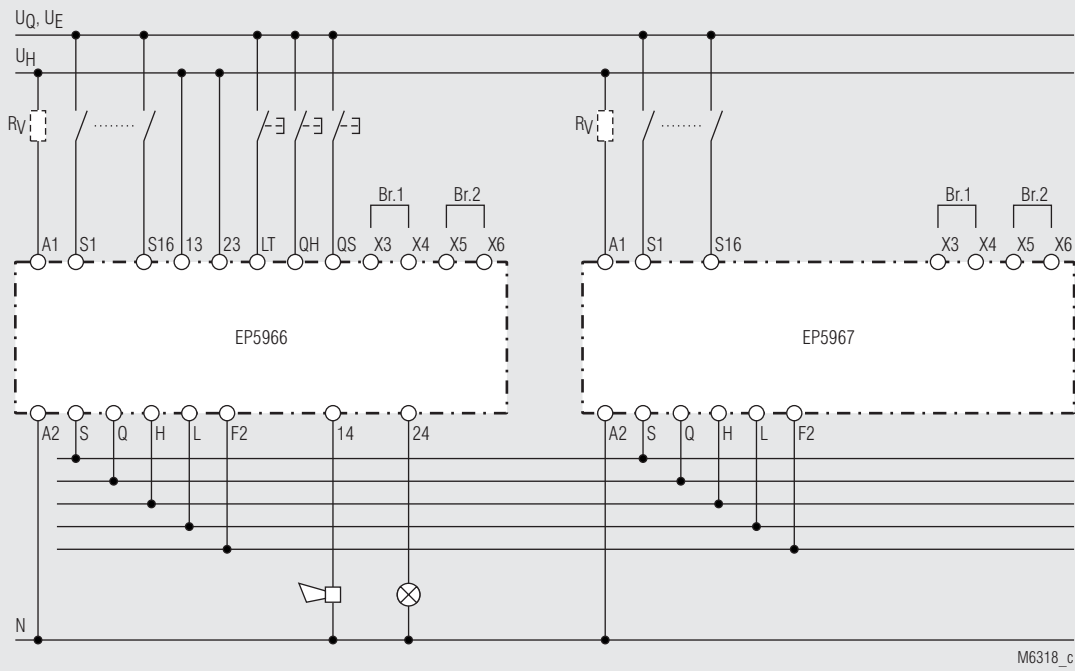 UQ, UE
UH
RV
RV
Br.1 Br.2 Br.1 Br.2
A1 S1 S16 13 23 LT QH QS X3 X4 X5 X6 A1 S1 S16 X3 X4 X5 X6
EP5966 EP5967
A2 S Q H L F2 14 24 A2 S Q H L F2
N
M6318_c